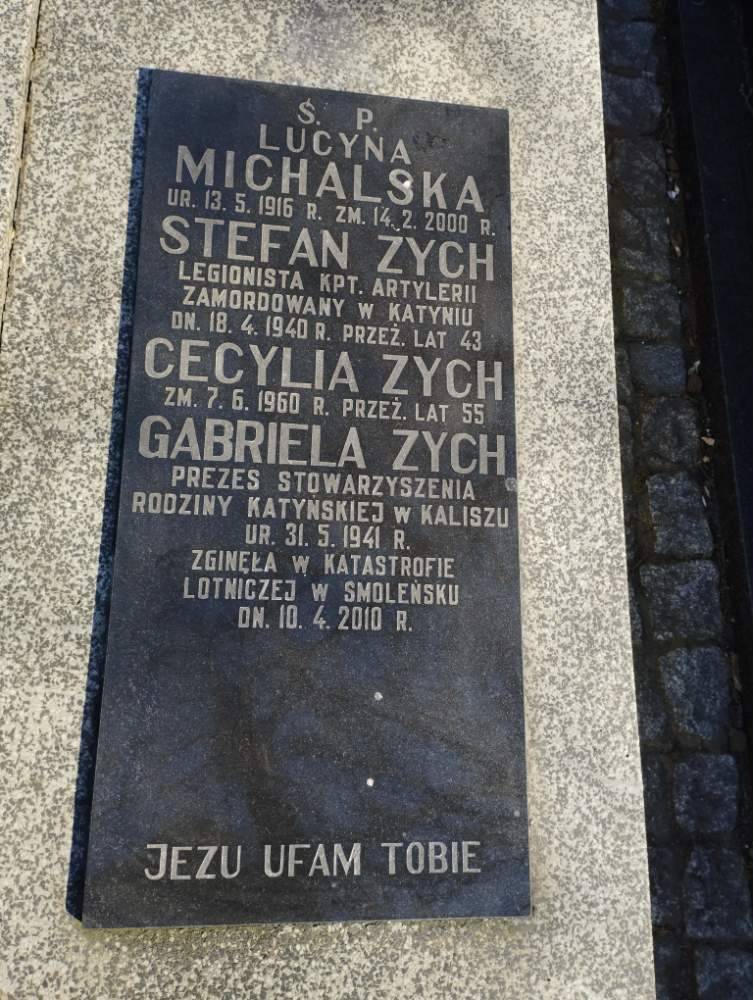 Ś. P.
LUCYNA
MICHALSKA
UR. 13. 5. 1916 R. ZM. 14. 2. 2000 R.
STEFAN ZYCH
LEGIONISTA KPT. ARTYLERII
ZAMORDOWANY W KATYNIU
DN. 18. 4. 1940 R. PRZEŻ. LAT 43
CECYLIA ZYCH
ZM. 7. 6. 1960 R. PRZEŻ. LAT 55
GABRIELA ZYCH
PREZES STOWARZYSZENIA
RODZINY KATYŃSKIEJ W KALISZU
UR. 31. 5. 1941 R.
ZGINĘŁA W KATASTROFIE
LOTNICZEJ W SMOLEŃSKU
DN. 10. 4. 2010 R.
JEZU UFAM TOBIE